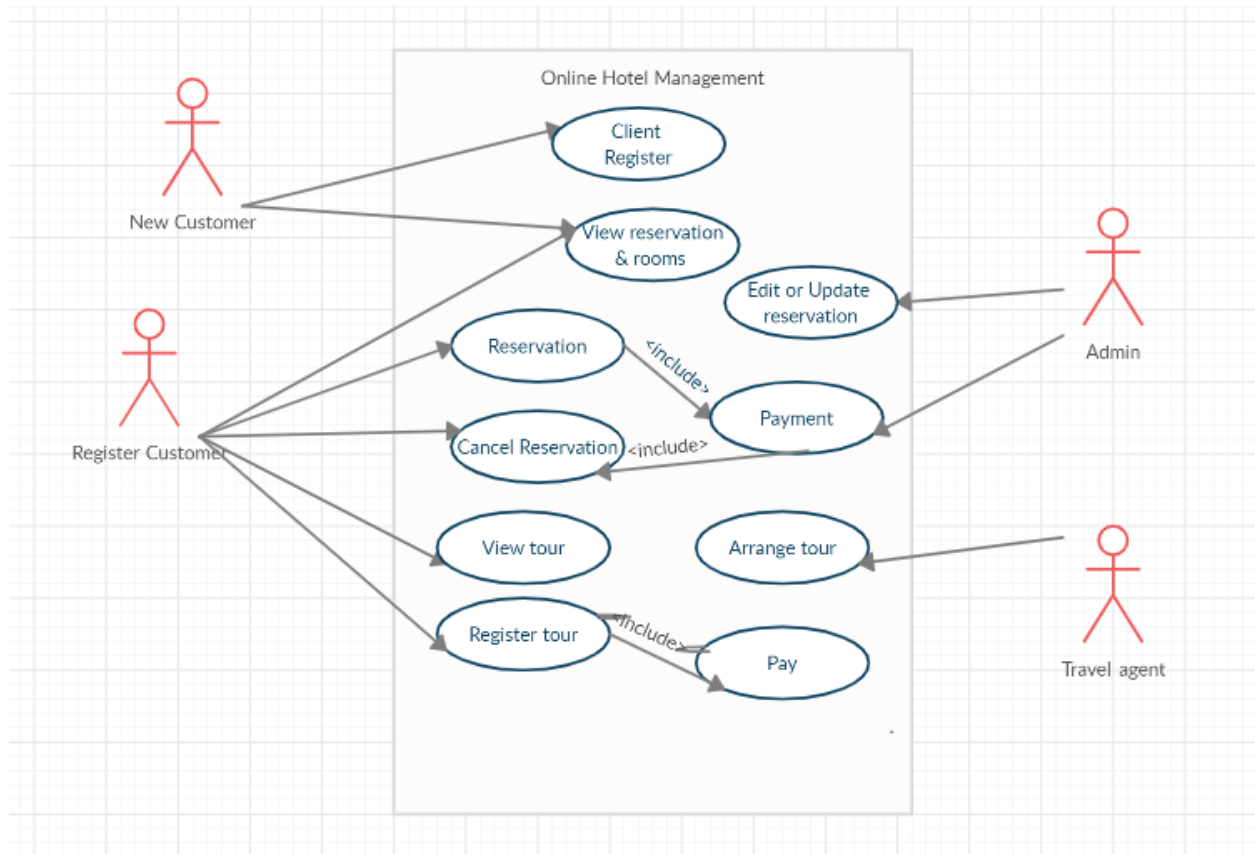 Online Hotel Management
Client
Register
New Customer
View reservation
& rooms
Edit or Update
reservation
Admin
Reservation
<include>
Payment
Register Customer
Cancel Reservation
<include>
View tour
Arrange tour
Register tour
<include>
Pay
Travel agent